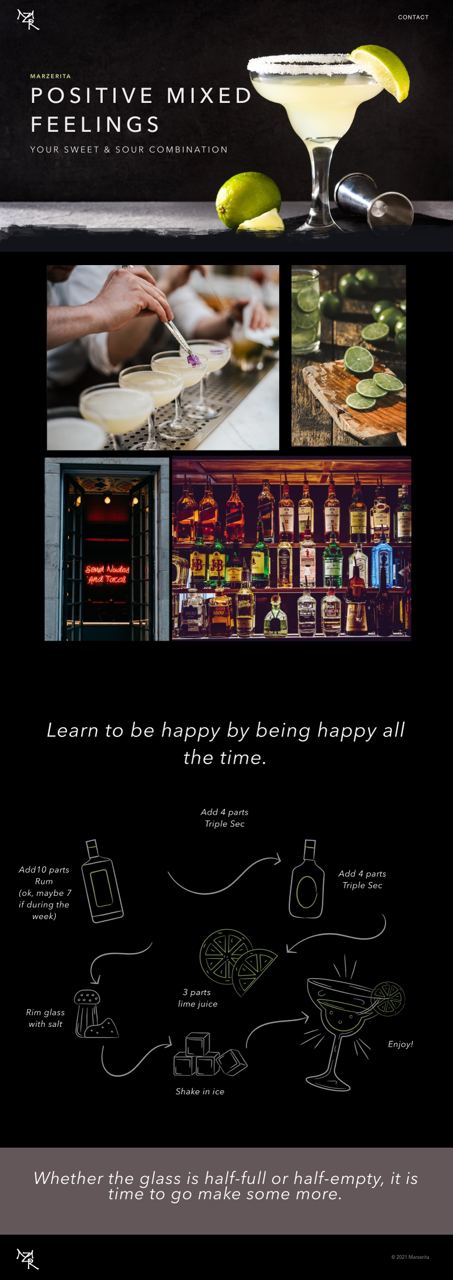 CONTACT
MARZERITA
POSITIVE MIXED
FEELINGS
YOUR SWEET & SOUR COMBINATION
Send Nudes
And Tacos
Learn to be happy by being happy all
the time.
Add 4 parts
Triple Sec
Add10 parts
Rum
(ok, maybe 7
if during the
week)
Add 4 parts
Triple Sec
3 parts
lime juice
Rim glass
with salt
Shake in ice
Enjoy!
Whether the glass is half-full or half-empty, it is
time to go make some more.
© 2021 Marzerita